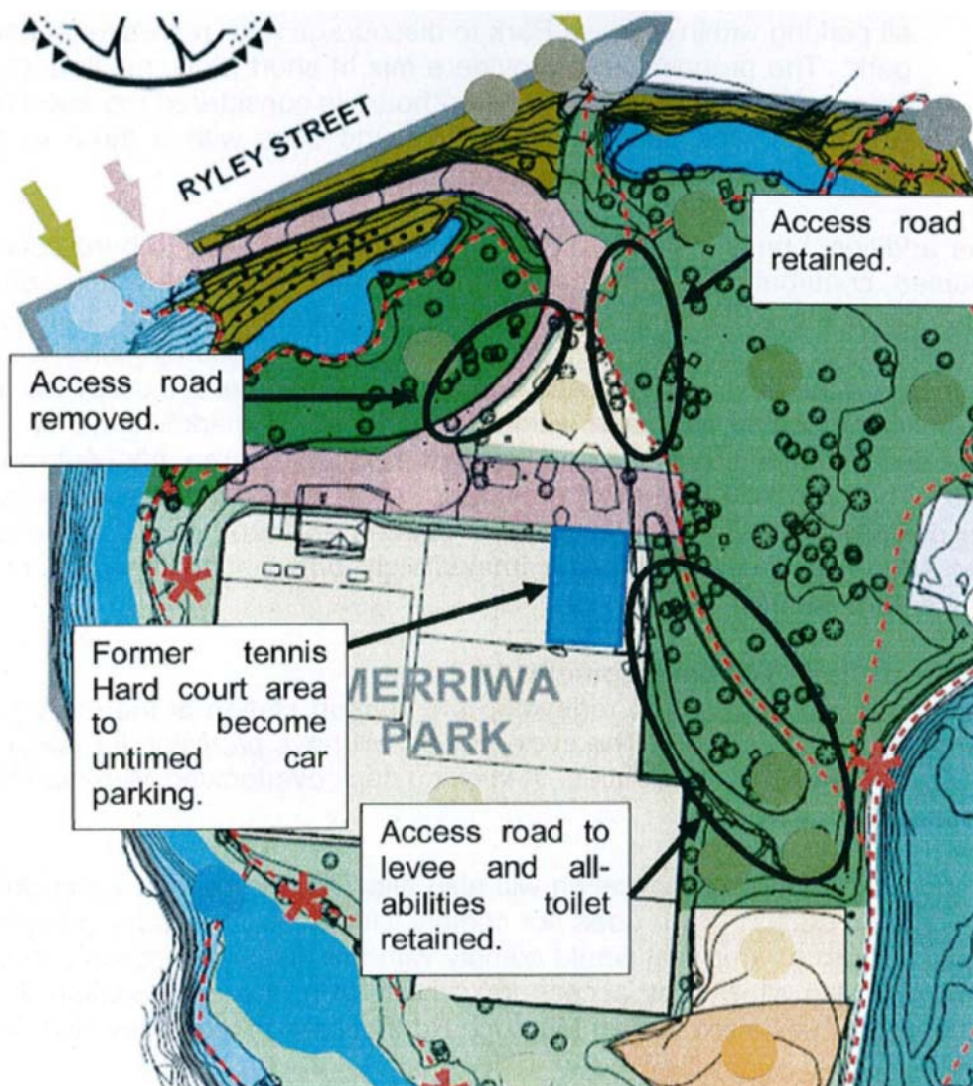 RYLEY STREET
Access road
retained.
Access road
removed.
Former tennis
Hard court area
to become
untimed car
parking.
MERRIWA
PARK
Access road to
levee and all-
abilities toilet
retained.